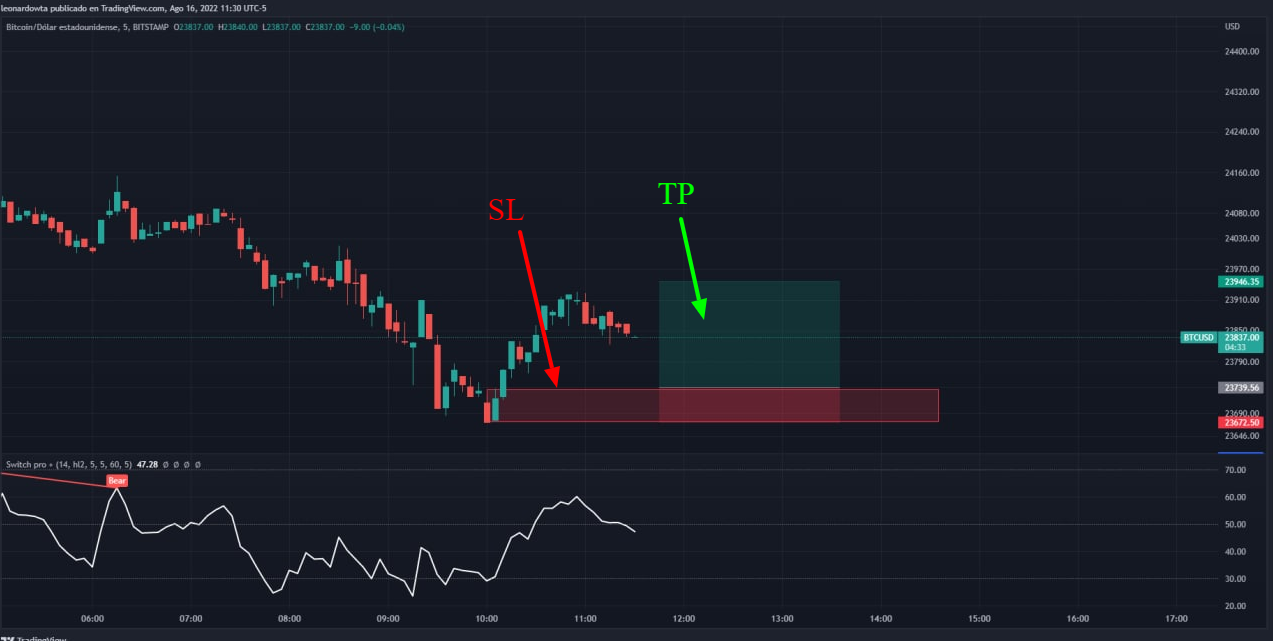 leonardowta publicado en TradingView.com, Ago 16, 2022 11:30 UTC-5
Bitcoin/Dólar estadounidense, 5, BITSTAMP O23837.00 H23840.00 L23837.00 C23837.00 -9.00 (-0.04%)
USD
24400.00
24320.00
24240.00
24160.00
TP
SL
24080.00
24030.00
23970.00
23946.35
23910.00
23850.00
BTCUSD 23837.00
04:33
23790.00
23739.56
23690.00
23672.50
23646.00
Switch pro + (14, hl2, 5, 5, 60, 5) 47.28 Ø Ø Ø Ø
Bear
70.00
60.00
50.00
40.00
30.00
20.00
06:00 07:00 08:00 09:00 10:00 11:00 12:00 13:00 14:00 15:00 16:00 17:00
TradingView